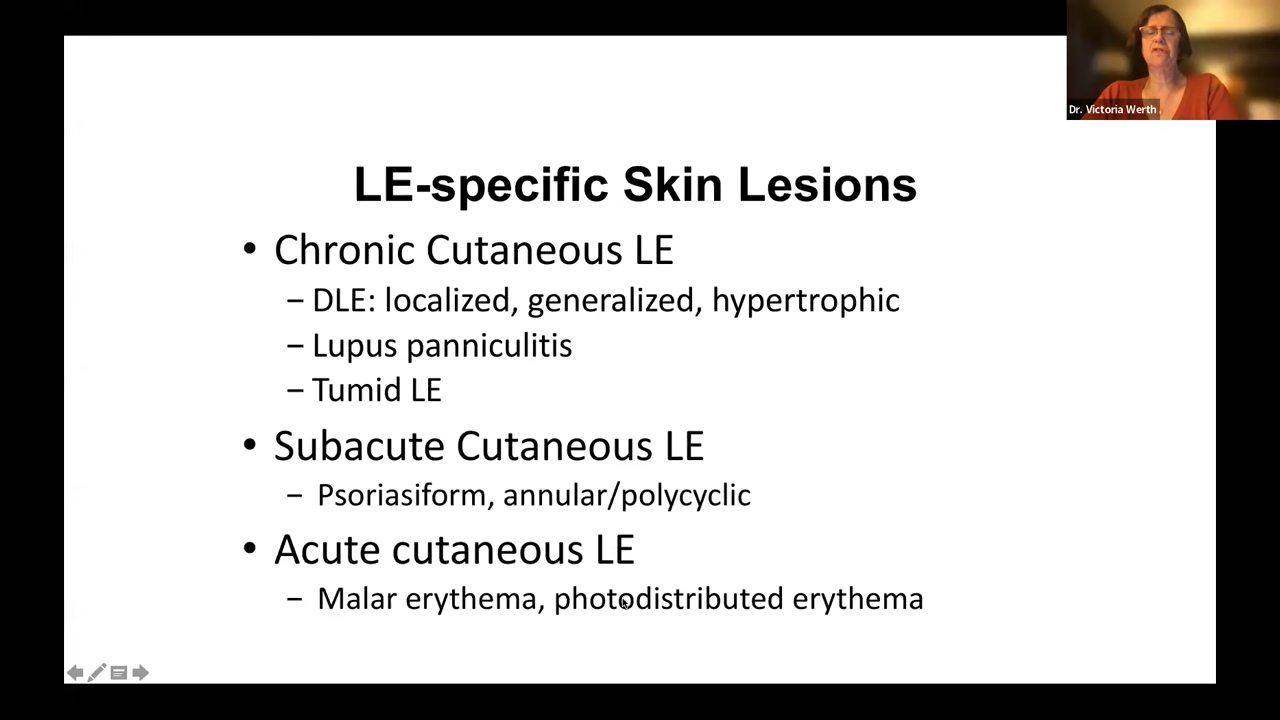 Dr. Victoria Werth
LE-specific Skin Lesions
• Chronic Cutaneous LE
– DLE: localized, generalized, hypertrophic
– Lupus panniculitis
– Tumid LE
• Subacute Cutaneous LE
– Psoriasiform, annular/polycyclic
• Acute cutaneous LE
– Malar erythema, photodistributed erythema